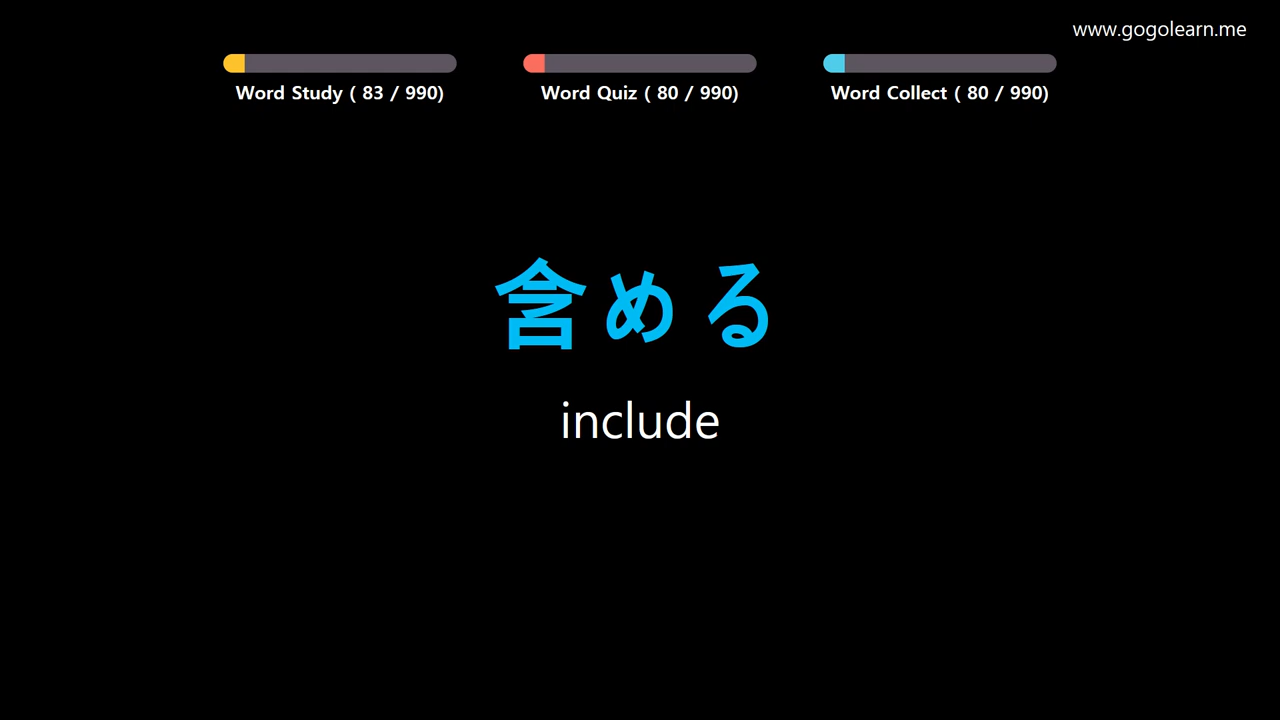 www.gogolearn.me
Word Study ( 83 / 990)
Word Quiz ( 80 / 990)
Word Collect ( 80 / 990)
含める
include